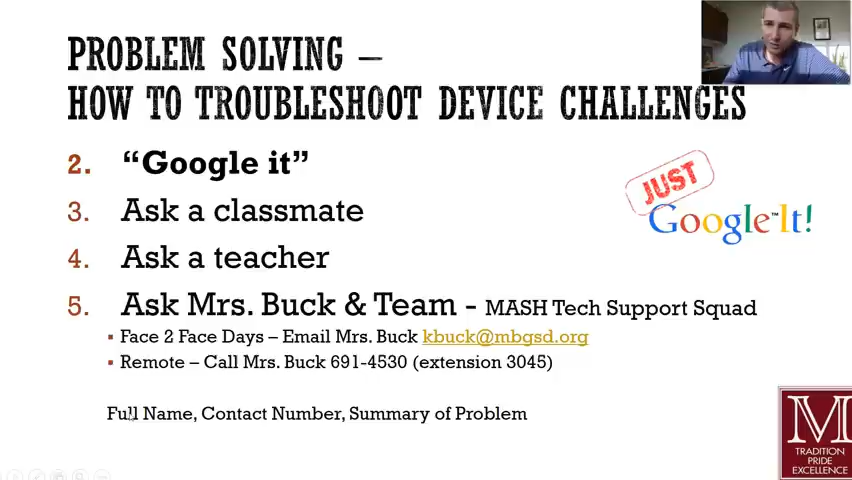 PROBLEM SOLVING –
HOW TO TROUBLESHOOT DEVICE CHALLENGES
2. “Google it”
JUST
Google™It!
3. Ask a classmate
4. Ask a teacher
5. Ask Mrs. Buck & Team - MASH Tech Support Squad
▪ Face 2 Face Days – Email Mrs. Buck kbuck@mbgsd.org
▪ Remote – Call Mrs. Buck 691-4530 (extension 3045)
Full Name, Contact Number, Summary of Problem
M
TRADITION
PRIDE
EXCELLENCE